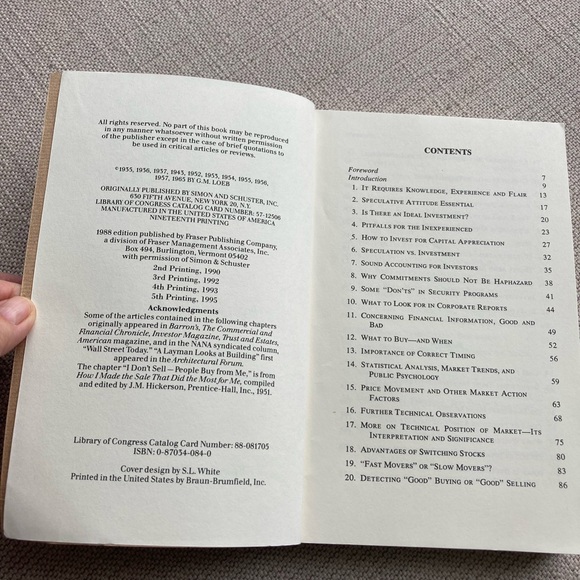 All rights reserved. No part of this book may be reproduced
in any manner whatsoever without written permission
of the publisher except in the case of brief quotations to
be used in critical articles or reviews.
©1935, 1936, 1937, 1943, 1952, 1953, 1954, 1955, 1956,
1957, 1965 BY G.M. LOEB
ORIGINALLY PUBLISHED BY SIMON AND SCHUSTER, INC.
630 FIFTH AVENUE, NEW YORK 20, N.Y.
LIBRARY OF CONGRESS CATALOG CARD NUMBER: 57-12506
MANUFACTURED IN THE UNITED STATES OF AMERICA
NINETEENTH PRINTING
1988 edition published by Fraser Publishing Company,
a division of Fraser Management Associates, Inc.
Box 494, Burlington, Vermont 05402
with permission of Simon & Schuster
2nd Printing, 1990
3rd Printing, 1992
4th Printing, 1993
5th Printing, 1995
Acknowledgments
Some of the articles contained in the following chapters
originally appeared in Barron's, The Commercial and
Financial Chronicle, Investor Magazine, Trust and Estates,
American magazine, and in the NANA syndicated column,
"Wall Street Today." "A Layman Looks at Building" first
appeared in the Architectural Forum.
The chapter "I Don't Sell—People Buy from Me," is from
How I Made the Sale That Did the Most for Me, compiled
and edited by J.M. Hickerson, Prentice-Hall, Inc., 1951.
Library of Congress Catalog Card Number: 88-081705
ISBN: 0-87034-084-0
Cover design by S.L. White
Printed in the United States by Braun-Brumfield, Inc.
CONTENTS
Foreword 7
Introduction 9
1. IT REQUIRES KNOWLEDGE, EXPERIENCE AND FLAIR 13
2. SPECULATIVE ATTITUDE ESSENTIAL 17
3. IS THERE AN IDEAL INVESTMENT? 20
4. PITFALLS FOR THE INEXPERIENCED 23
5. HOW TO INVEST FOR CAPITAL APPRECIATION 27
6. SPECULATION VS. INVESTMENT 32
7. SOUND ACCOUNTING FOR INVESTORS 35
8. WHY COMMITMENTS SHOULD NOT BE HAPHAZARD 38
9. SOME "DON'TS" IN SECURITY PROGRAMS 41
10. WHAT TO LOOK FOR IN CORPORATE REPORTS 44
11. CONCERNING FINANCIAL INFORMATION, GOOD AND
BAD 49
12. WHAT TO BUY—AND WHEN 52
13. IMPORTANCE OF CORRECT TIMING 56
14. STATISTICAL ANALYSIS, MARKET TRENDS, AND
PUBLIC PSYCHOLOGY 59
15. PRICE MOVEMENT AND OTHER MARKET ACTION
FACTORS 63
16. FURTHER TECHNICAL OBSERVATIONS 68
17. MORE ON TECHNICAL POSITION OF MARKET—ITS
INTERPRETATION AND SIGNIFICANCE 75
18. ADVANTAGES OF SWITCHING STOCKS 80
19. "FAST MOVERS" OR "SLOW MOVERS"? 83
20. DETECTING "GOOD" BUYING OR "GOOD" SELLING 86